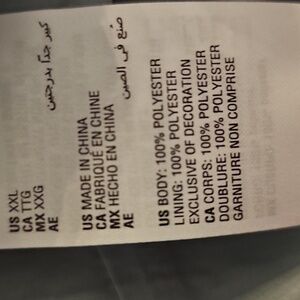 US XXL
CA TTG
MX XXG
AE كبير جداً بدرجتين
US MADE IN CHINA
CA FABRIQUÉ EN CHINE
MX HECHO EN CHINA
AE صنع في الصين
US BODY: 100% POLYESTER
LINING: 100% POLYESTER
EXCLUSIVE OF DECORATION
CA CORPS: 100% POLYESTER
DOUBLURE: 100% POLYESTER
GARNITURE NON COMPRISE